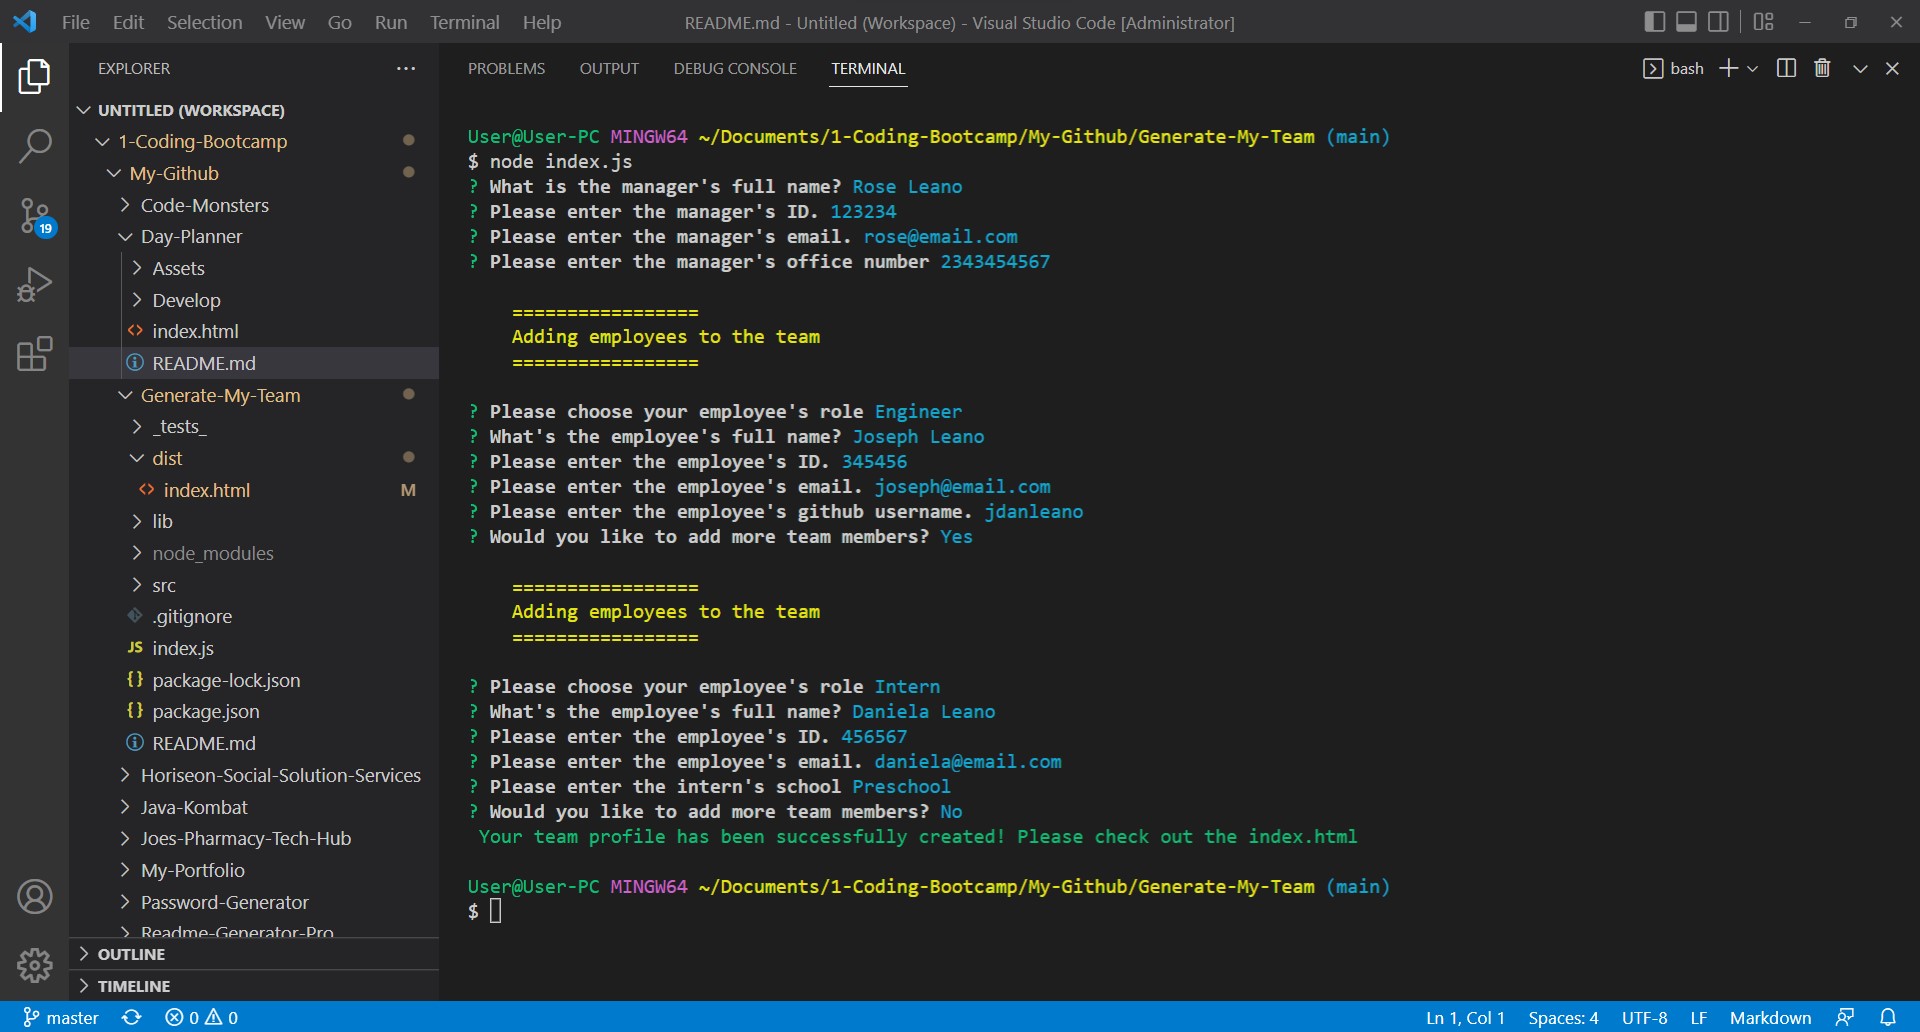 File Edit Selection View Go Run Terminal Help README.md - Untitled (Workspace) - Visual Studio Code [Administrator]
EXPLORER
UNTITLED (WORKSPACE)
1-Coding-Bootcamp
My-Github
Code-Monsters
Day-Planner
Assets
Develop
index.html
README.md
Generate-My-Team
_tests_
dist
index.html M
lib
node_modules
src
.gitignore
JS index.js
{} package-lock.json
{} package.json
README.md
Horiseon-Social-Solution-Services
Java-Kombat
Joes-Pharmacy-Tech-Hub
My-Portfolio
Password-Generator
Readme-Generator-Pro
OUTLINE
TIMELINE
19
PROBLEMS OUTPUT DEBUG CONSOLE TERMINAL bash
User@User-PC MINGW64 ~/Documents/1-Coding-Bootcamp/My-Github/Generate-My-Team (main)
$ node index.js
? What is the manager's full name? Rose Leano
? Please enter the manager's ID. 123234
? Please enter the manager's email. rose@email.com
? Please enter the manager's office number 2343454567
=================
Adding employees to the team
=================
? Please choose your employee's role Engineer
? What's the employee's full name? Joseph Leano
? Please enter the employee's ID. 345456
? Please enter the employee's email. joseph@email.com
? Please enter the employee's github username. jdanleano
? Would you like to add more team members? Yes
=================
Adding employees to the team
=================
? Please choose your employee's role Intern
? What's the employee's full name? Daniela Leano
? Please enter the employee's ID. 456567
? Please enter the employee's email. daniela@email.com
? Please enter the intern's school Preschool
? Would you like to add more team members? No
Your team profile has been successfully created! Please check out the index.html
User@User-PC MINGW64 ~/Documents/1-Coding-Bootcamp/My-Github/Generate-My-Team (main)
$
master 0 0 Ln 1, Col 1 Spaces: 4 UTF-8 LF Markdown